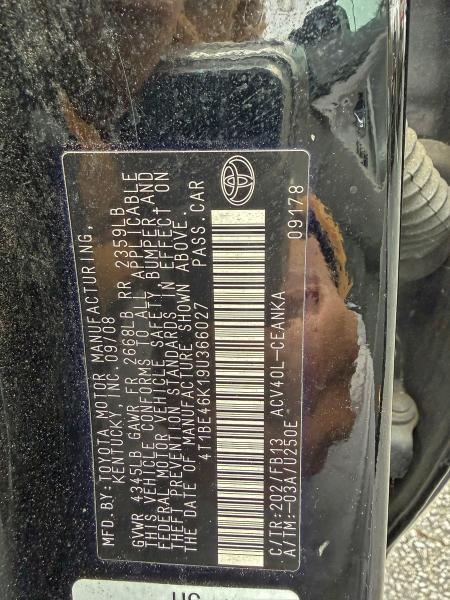 MFD. BY: TOYOTA MOTOR MANUFACTURING,
KENTUCKY, INC. 09/08
GVWR 4345LB GAWR FR 2668LB RR 2359LB
THIS VEHICLE CONFORMS TO ALL APPLICABLE
FEDERAL MOTOR VEHICLE SAFETY, BUMPER AND
THEFT PREVENTION STANDARDS IN EFFECT ON
THE DATE OF MANUFACTURE SHOWN ABOVE.
4T1BE46K19U366027 PASS.CAR
C/TR:202/FB13 ACV40L-CEANKA 09178
A/TM:-03A/U250E